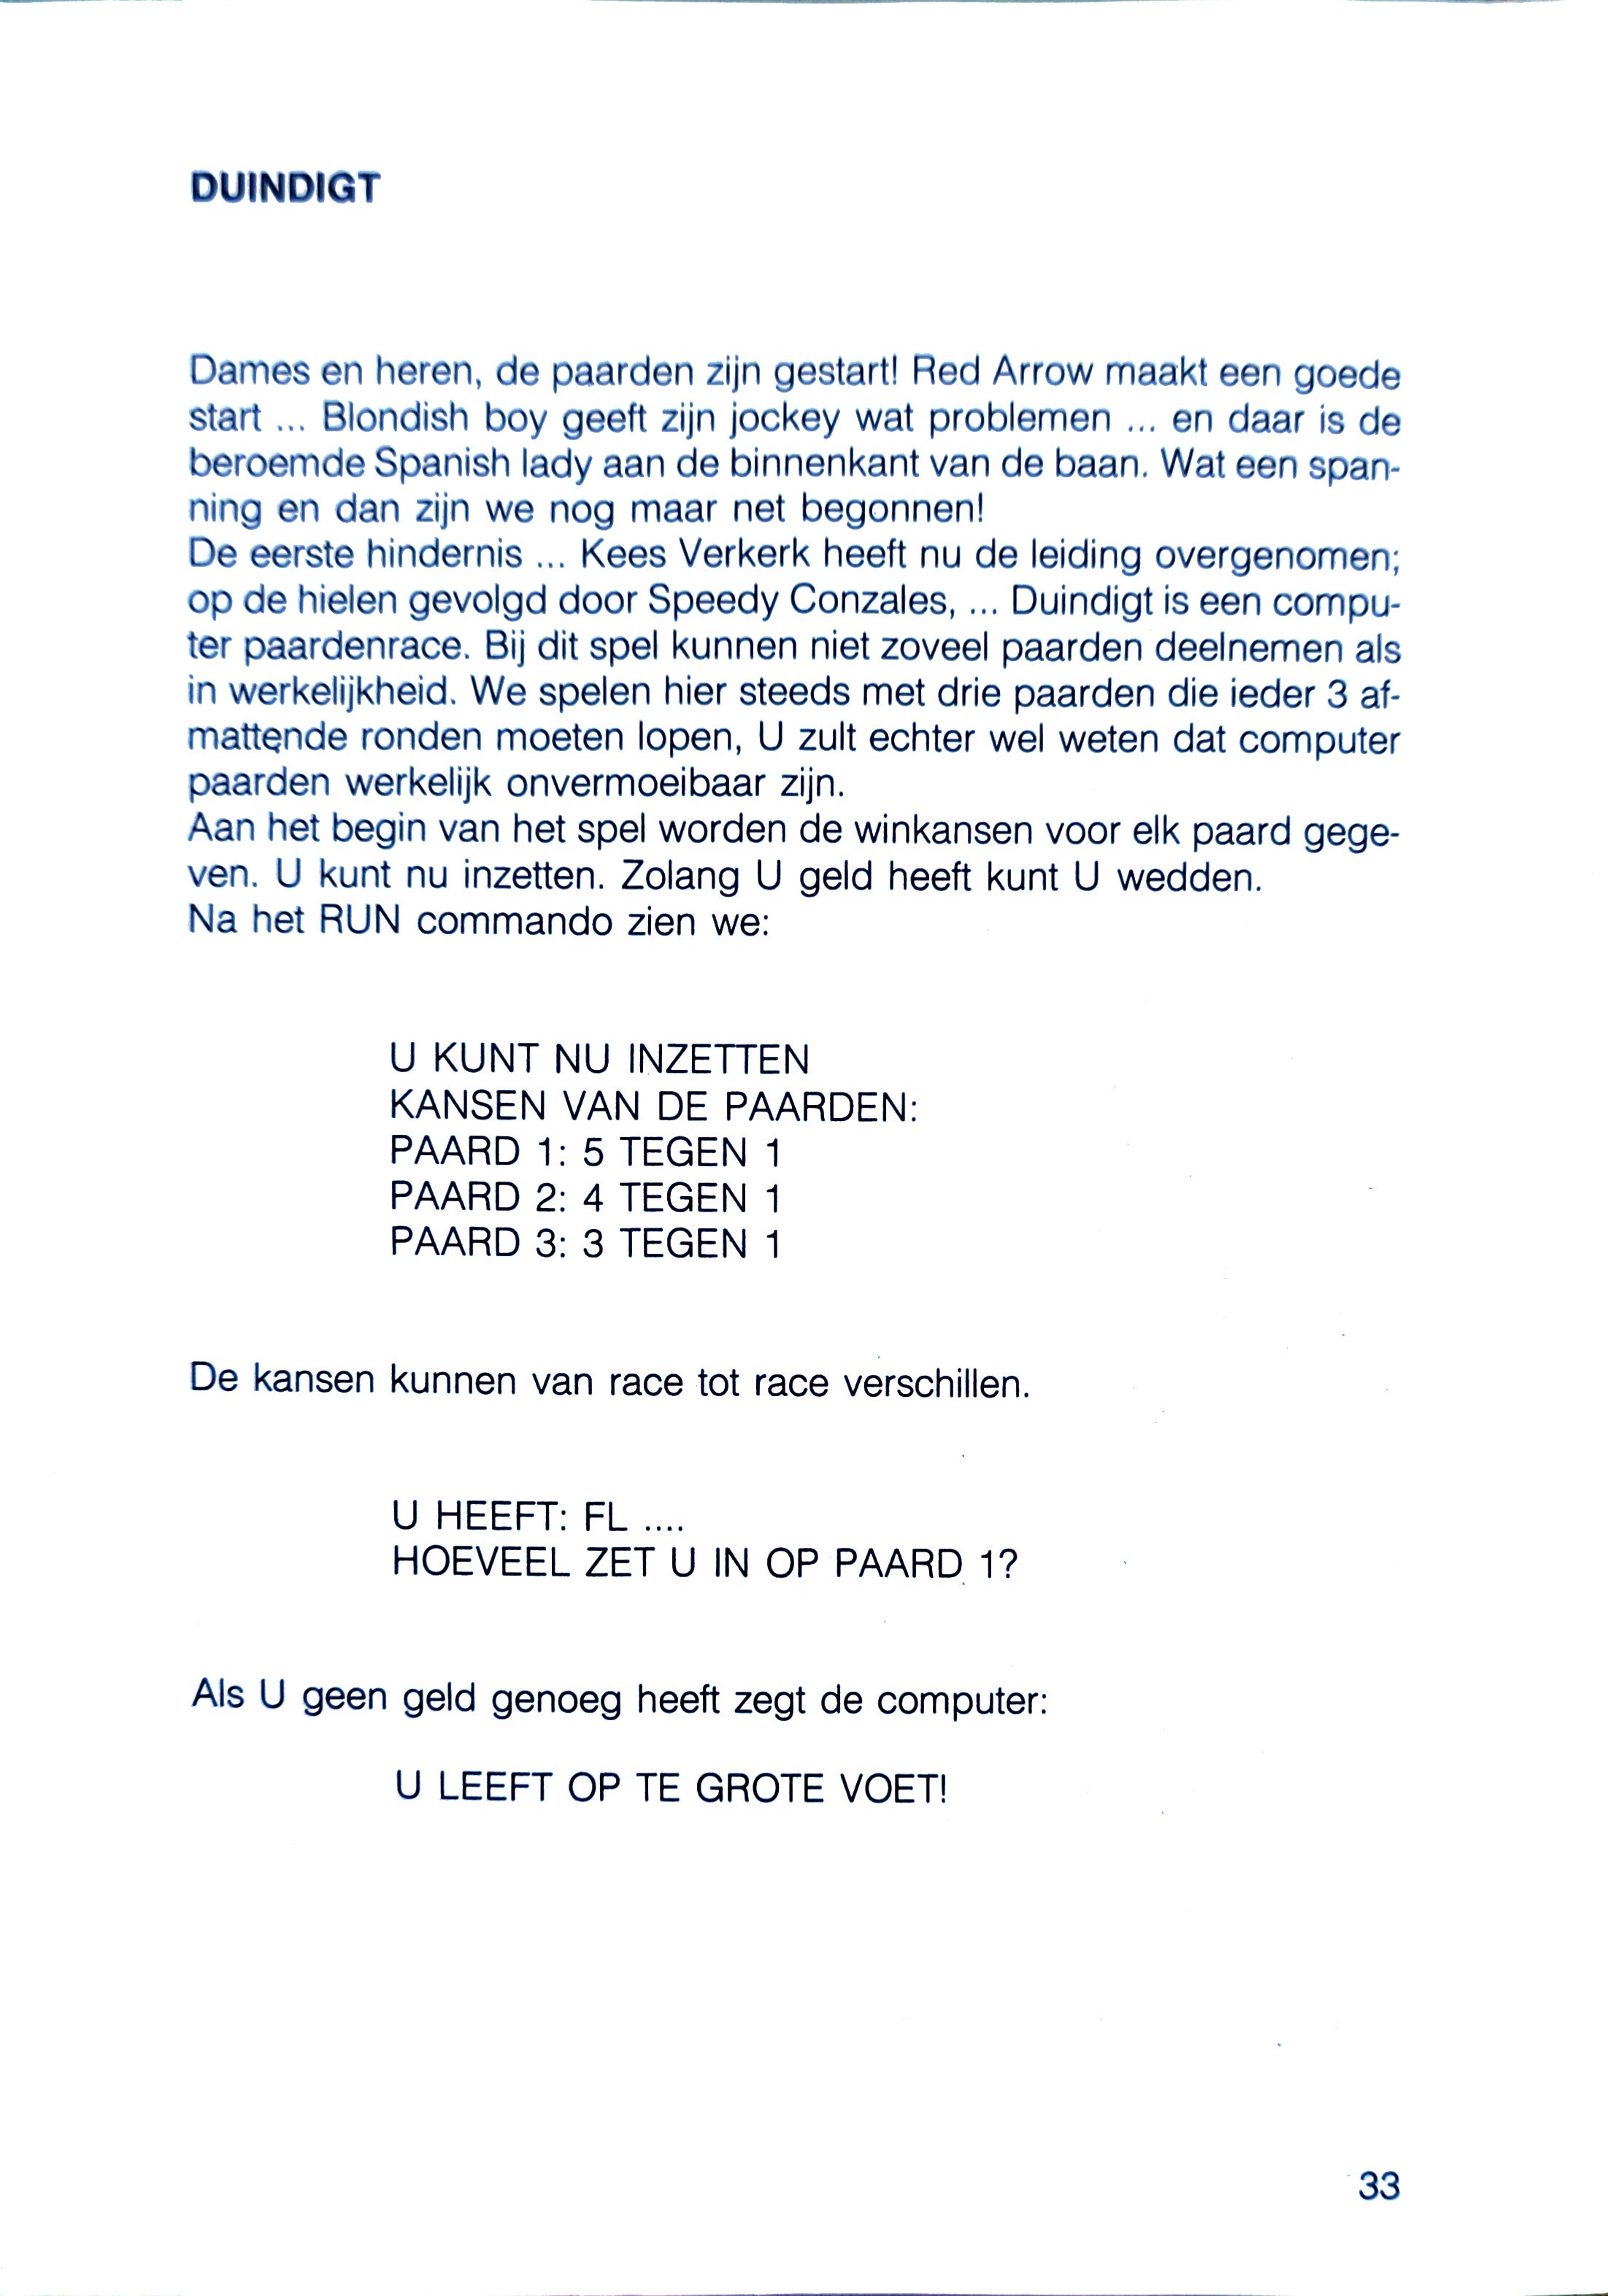 DUINDIGT
Dames en heren, de paarden zijn gestart! Red Arrow maakt een goede
start ... Blondish boy geeft zijn jockey wat problemen ... en daar is de
beroemde Spanish lady aan de binnenkant van de baan. Wat een span-
ning en dan zijn we nog maar net begonnen!
De eerste hindernis ... Kees Verkerk heeft nu de leiding overgenomen;
op de hielen gevolgd door Speedy Conzales, ... Duindigt is een compu-
ter paardenrace. Bij dit spel kunnen niet zoveel paarden deelnemen als
in werkelijkheid. We spelen hier steeds met drie paarden die ieder 3 af-
mattende ronden moeten lopen, U zult echter wel weten dat computer
paarden werkelijk onvermoeibaar zijn.
Aan het begin van het spel worden de winkansen voor elk paard gege-
ven. U kunt nu inzetten. Zolang U geld heeft kunt U wedden.
Na het RUN commando zien we:
U KUNT NU INZETTEN
KANSEN VAN DE PAARDEN:
PAARD 1: 5 TEGEN 1
PAARD 2: 4 TEGEN 1
PAARD 3: 3 TEGEN 1
De kansen kunnen van race tot race verschillen.
U HEEFT: FL ....
HOEVEEL ZET U IN OP PAARD 1?
Als U geen geld genoeg heeft zegt de computer:
U LEEFT OP TE GROTE VOET!
33